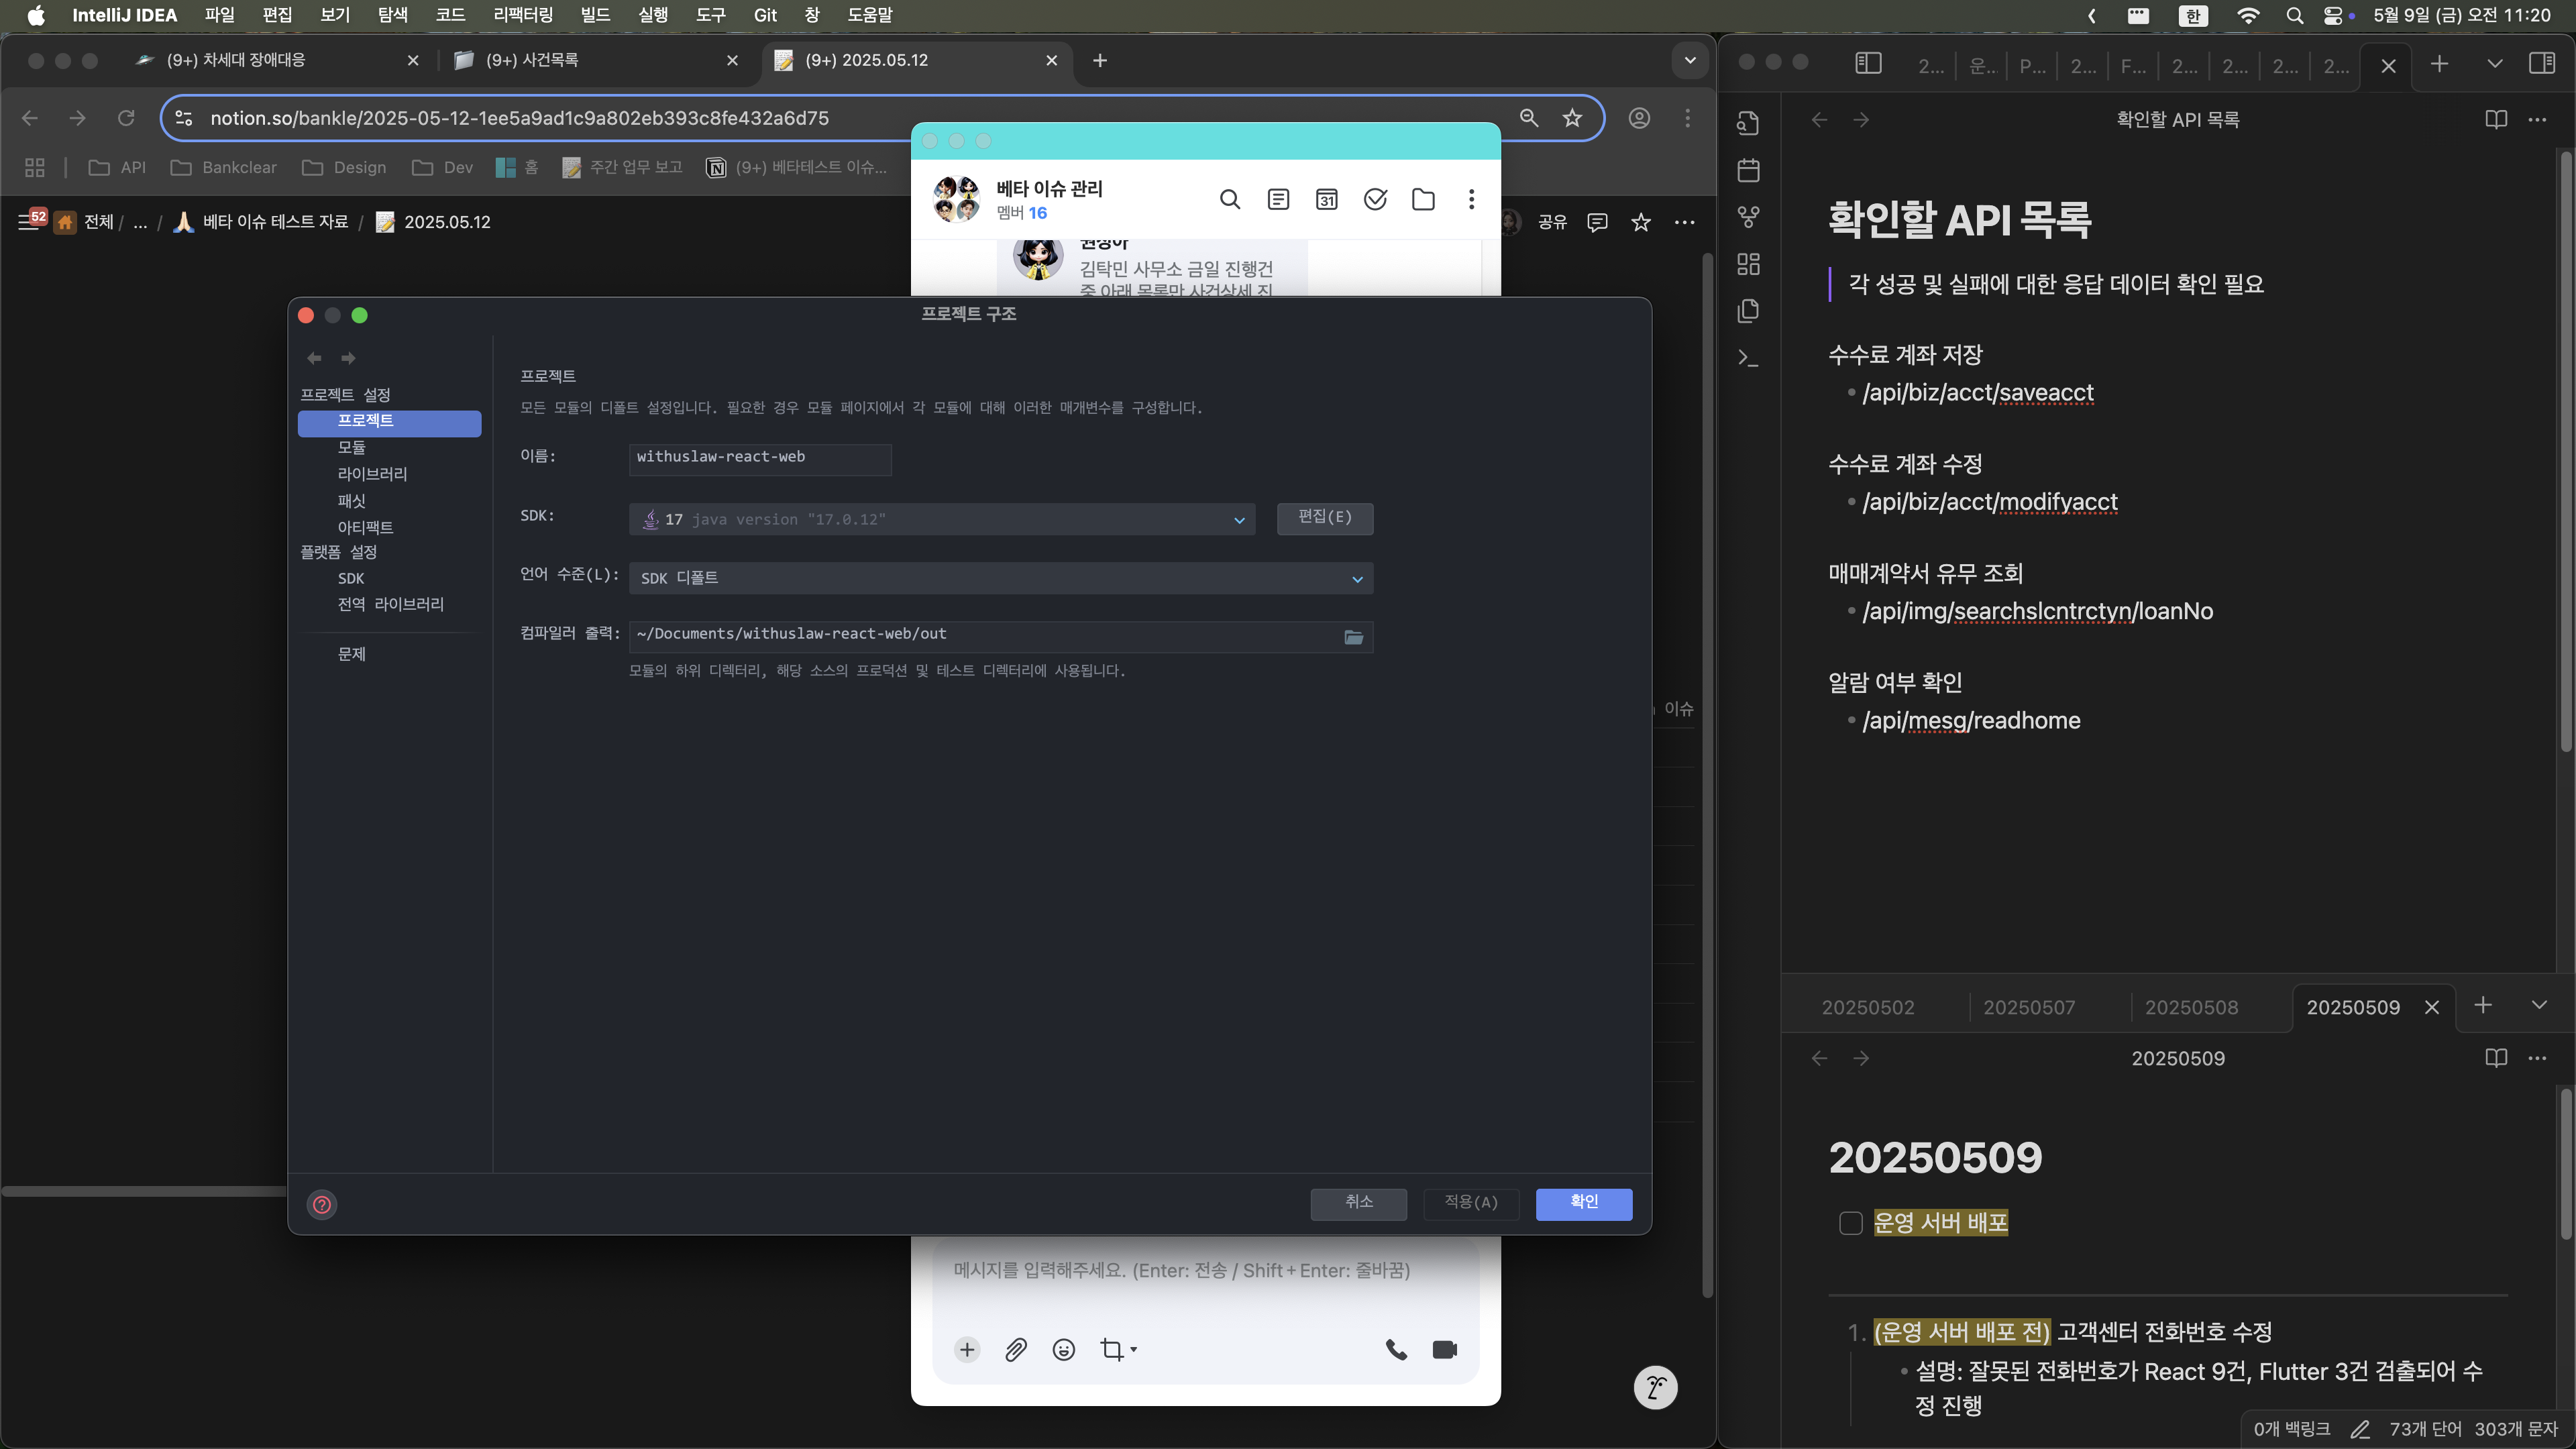 IntelliJ IDEA 파일 편집 보기 탐색 코드 리팩터링 빌드 실행 도구 Git 창 도움말 한 5월 9일 (금) 오전 11:20
(9+) 차세대 장애대응
(9+) 사건목록
(9+) 2025.05.12
notion.so/bankle/2025-05-12-1ee5a9ad1c9a802eb393c8fe432a6d75
API Bankclear Design Dev 홈 주간 업무 보고 (9+) 베타테스트 이슈...
52 전체 / ... / 베타 이슈 테스트 자료 / 2025.05.12
공유
베타 이슈 관리
멤버 16
31
원정아
김탁민 사무소 금일 진행건
중 아래 목록만 사건상세 진
프로젝트 구조
프로젝트 설정
프로젝트
모듈
라이브러리
패싯
아티팩트
플랫폼 설정
SDK
전역 라이브러리
문제
프로젝트
모든 모듈의 디폴트 설정입니다. 필요한 경우 모듈 페이지에서 각 모듈에 대해 이러한 매개변수를 구성합니다.
이름: withuslaw-react-web
SDK: 17 java version "17.0.12" 편집(E)
언어 수준(L): SDK 디폴트
컴파일러 출력: ~/Documents/withuslaw-react-web/out
모듈의 하위 디렉터리, 해당 소스의 프로덕션 및 테스트 디렉터리에 사용됩니다.
취소 적용(A) 확인
이슈
메시지를 입력해주세요. (Enter: 전송 / Shift + Enter: 줄바꿈)
2... 운... P... 2... F... 2... 2... 2... 2...
확인할 API 목록
확인할 API 목록
각 성공 및 실패에 대한 응답 데이터 확인 필요
수수료 계좌 저장
/api/biz/acct/saveacct
수수료 계좌 수정
/api/biz/acct/modifyacct
매매계약서 유무 조회
/api/img/searchslcntrctyn/loanNo
알람 여부 확인
/api/mesg/readhome
20250502 20250507 20250508 20250509
20250509
20250509
운영 서버 배포
1. (운영 서버 배포 전) 고객센터 전화번호 수정
설명: 잘못된 전화번호가 React 9건, Flutter 3건 검출되어 수
정 진행
0개 백링크 73개 단어 303개 문자